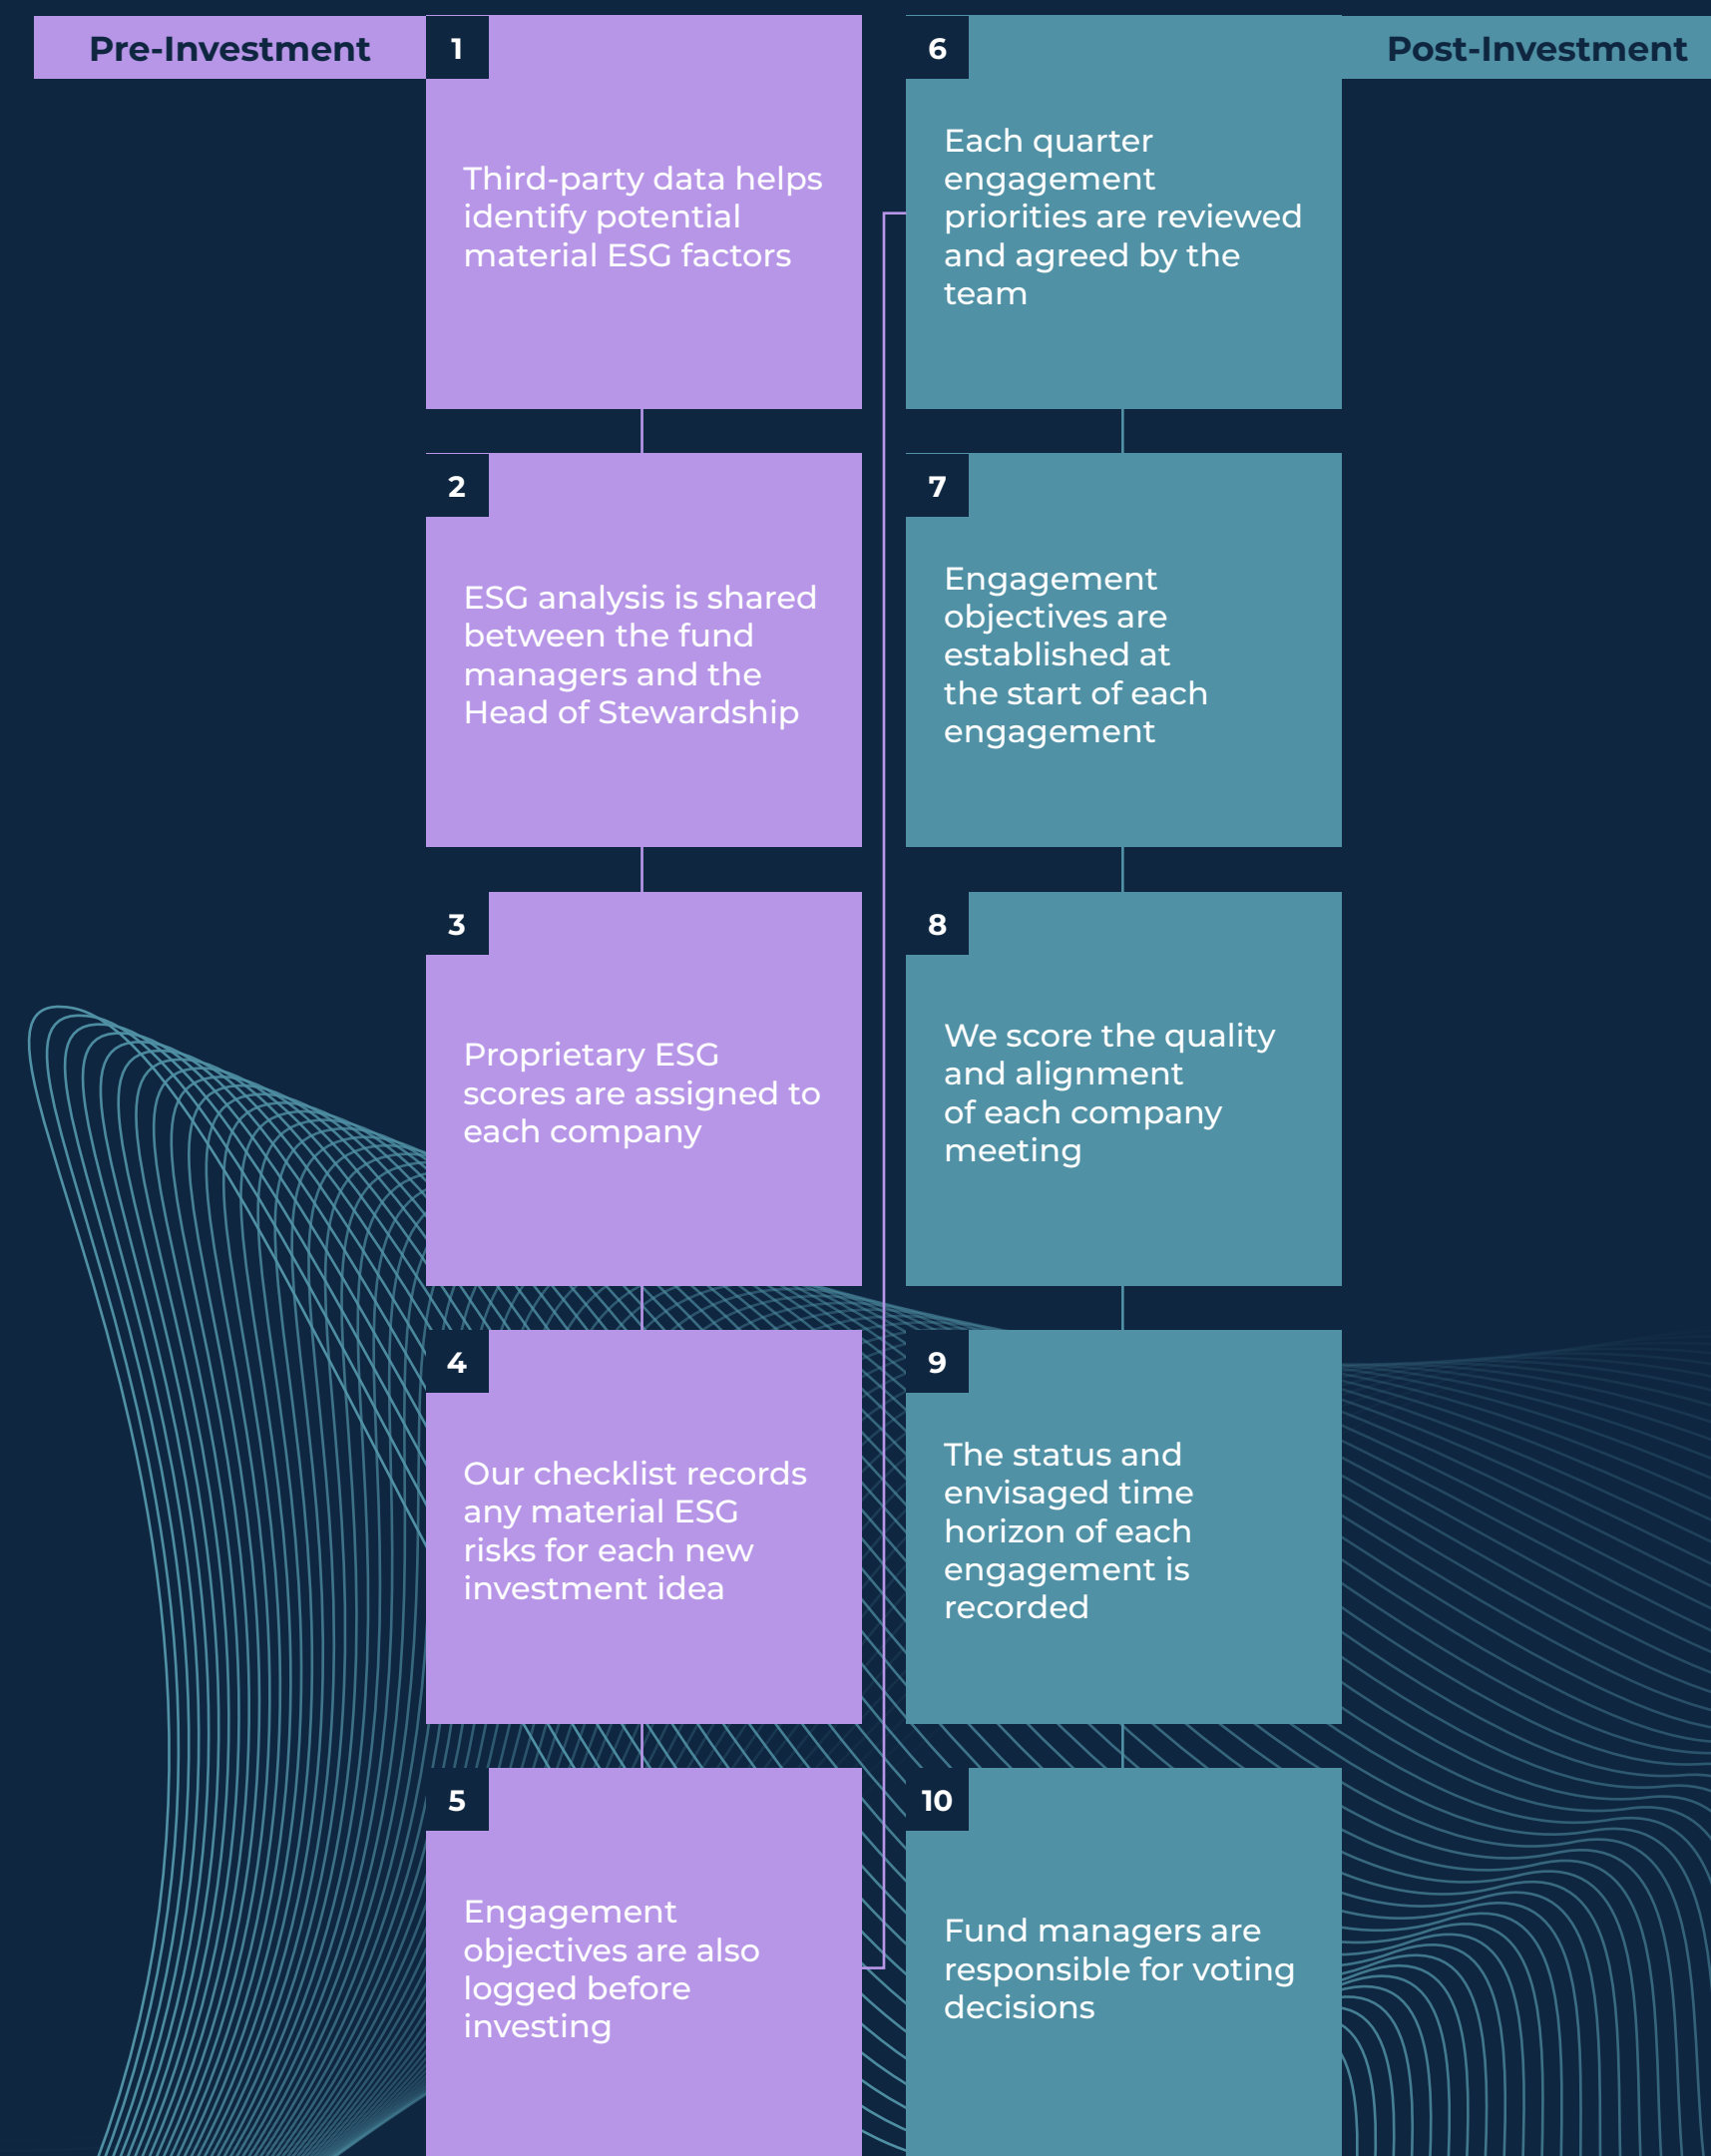 Pre-Investment
1
Third-party data helps
identify potential
material ESG factors
2
ESG analysis is shared
between the fund
managers and the
Head of Stewardship
3
Proprietary ESG
scores are assigned to
each company
4
Our checklist records
any material ESG
risks for each new
investment idea
5
Engagement
objectives are also
logged before
investing
Post-Investment
6
Each quarter
engagement
priorities are reviewed
and agreed by the
team
7
Engagement
objectives are
established at
the start of each
engagement
8
We score the quality
and alignment
of each company
meeting
9
The status and
envisaged time
horizon of each
engagement is
recorded
10
Fund managers are
responsible for voting
decisions